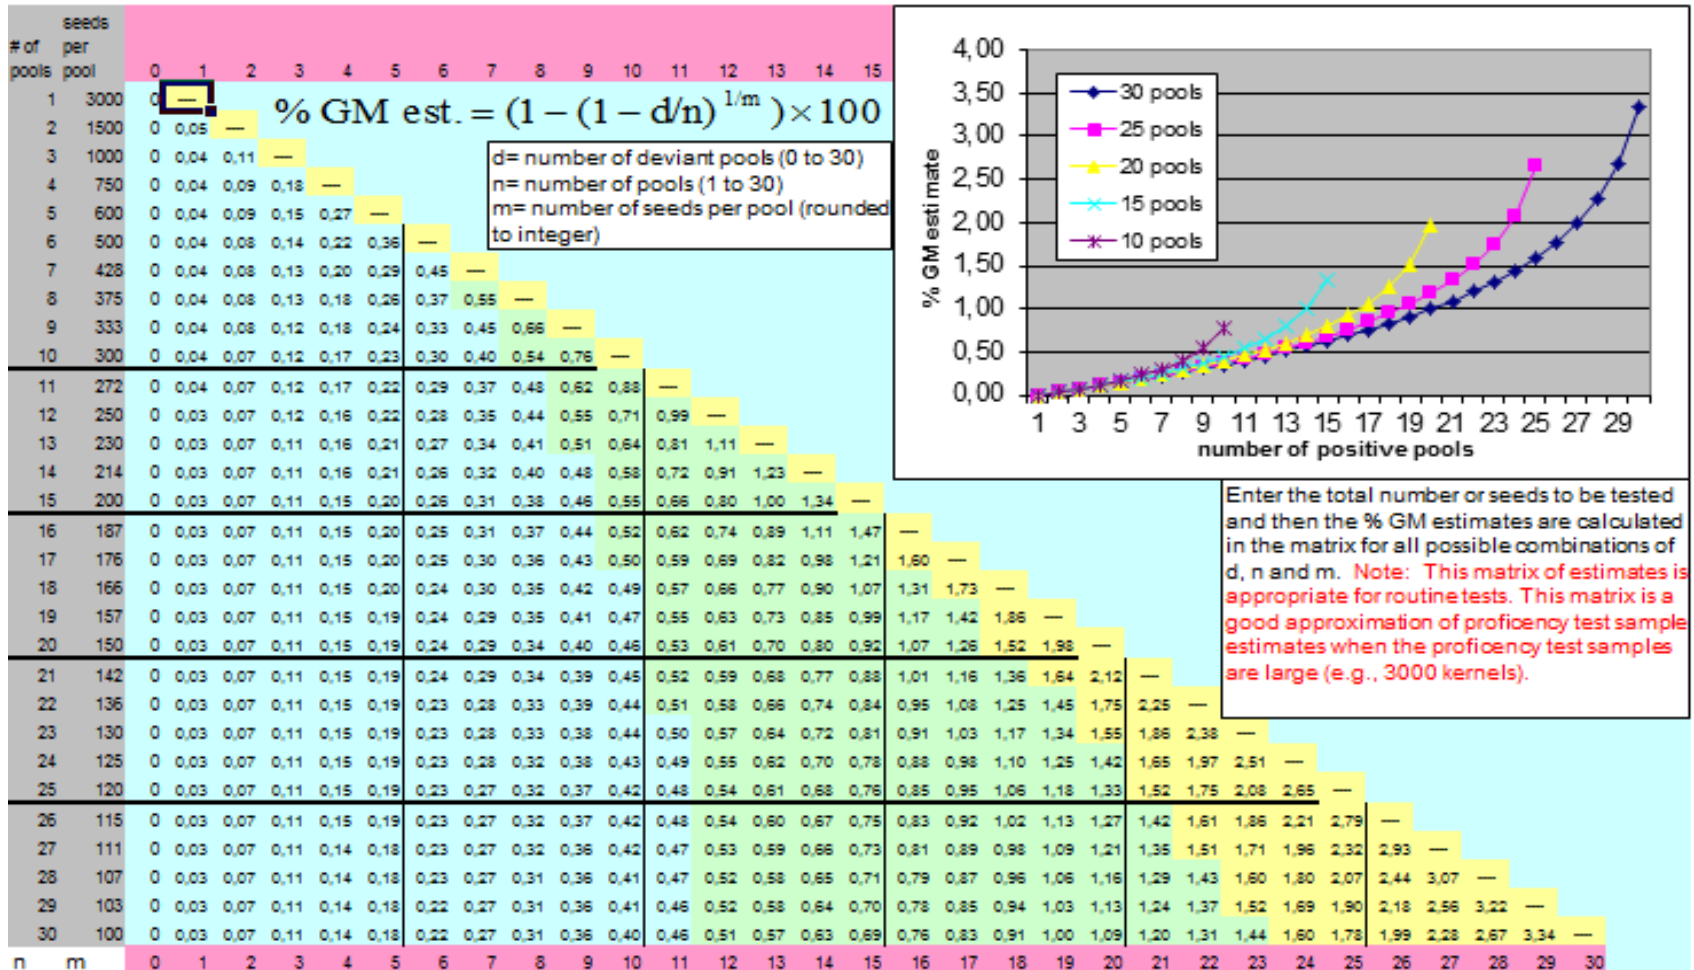 seeds
# of per
pools pool 0 1 2 3 4 5 6 7 8 9 10 11 12 13 14 15
1 3000 0 —
2 1500 0 0,05 —
3 1000 0 0,04 0,11 —
4 750 0 0,04 0,09 0,18 —
5 600 0 0,04 0,09 0,15 0,27 —
6 500 0 0,04 0,08 0,14 0,22 0,36 —
7 428 0 0,04 0,08 0,13 0,20 0,29 0,45 —
8 375 0 0,04 0,08 0,13 0,18 0,26 0,37 0,55 —
9 333 0 0,04 0,08 0,12 0,18 0,24 0,33 0,45 0,66 —
10 300 0 0,04 0,07 0,12 0,17 0,23 0,30 0,40 0,54 0,76 —
11 272 0 0,04 0,07 0,12 0,17 0,22 0,29 0,37 0,48 0,62 0,88 —
12 250 0 0,03 0,07 0,12 0,16 0,22 0,28 0,35 0,44 0,55 0,71 0,99 —
13 230 0 0,03 0,07 0,11 0,16 0,21 0,27 0,34 0,41 0,51 0,64 0,81 1,11 —
14 214 0 0,03 0,07 0,11 0,16 0,21 0,26 0,32 0,40 0,48 0,58 0,72 0,91 1,23 —
15 200 0 0,03 0,07 0,11 0,15 0,20 0,26 0,31 0,38 0,46 0,55 0,66 0,80 1,00 1,34 —
16 187 0 0,03 0,07 0,11 0,15 0,20 0,25 0,31 0,37 0,44 0,52 0,62 0,74 0,89 1,11 1,47 —
17 176 0 0,03 0,07 0,11 0,15 0,20 0,25 0,30 0,36 0,43 0,50 0,59 0,69 0,82 0,98 1,21 1,60 —
18 166 0 0,03 0,07 0,11 0,15 0,20 0,24 0,30 0,35 0,42 0,49 0,57 0,66 0,77 0,90 1,07 1,31 1,73 —
19 157 0 0,03 0,07 0,11 0,15 0,19 0,24 0,29 0,35 0,41 0,47 0,55 0,63 0,73 0,85 0,99 1,17 1,42 1,86 —
20 150 0 0,03 0,07 0,11 0,15 0,19 0,24 0,29 0,34 0,40 0,46 0,53 0,61 0,70 0,80 0,92 1,07 1,26 1,52 1,98 —
21 142 0 0,03 0,07 0,11 0,15 0,19 0,24 0,29 0,34 0,39 0,45 0,52 0,59 0,68 0,77 0,88 1,01 1,16 1,36 1,64 2,12 —
22 136 0 0,03 0,07 0,11 0,15 0,19 0,23 0,28 0,33 0,39 0,44 0,51 0,58 0,66 0,74 0,84 0,95 1,08 1,25 1,45 1,75 2,25 —
23 130 0 0,03 0,07 0,11 0,15 0,19 0,23 0,28 0,33 0,38 0,44 0,50 0,57 0,64 0,72 0,81 0,91 1,03 1,17 1,34 1,55 1,86 2,38 —
24 125 0 0,03 0,07 0,11 0,15 0,19 0,23 0,28 0,32 0,38 0,43 0,49 0,55 0,62 0,70 0,78 0,88 0,98 1,10 1,25 1,42 1,65 1,97 2,51 —
25 120 0 0,03 0,07 0,11 0,15 0,19 0,23 0,27 0,32 0,37 0,42 0,48 0,54 0,61 0,68 0,76 0,85 0,95 1,06 1,18 1,33 1,52 1,75 2,08 2,65 —
26 115 0 0,03 0,07 0,11 0,15 0,19 0,23 0,27 0,32 0,37 0,42 0,48 0,54 0,60 0,67 0,75 0,83 0,92 1,02 1,13 1,27 1,42 1,61 1,86 2,21 2,79 —
27 111 0 0,03 0,07 0,11 0,14 0,18 0,23 0,27 0,32 0,36 0,42 0,47 0,53 0,59 0,66 0,73 0,81 0,89 0,98 1,09 1,21 1,35 1,51 1,71 1,96 2,32 2,93 —
28 107 0 0,03 0,07 0,11 0,14 0,18 0,23 0,27 0,31 0,36 0,41 0,47 0,52 0,58 0,65 0,71 0,79 0,87 0,96 1,06 1,16 1,29 1,43 1,60 1,80 2,07 2,44 3,07 —
29 103 0 0,03 0,07 0,11 0,14 0,18 0,22 0,27 0,31 0,36 0,41 0,46 0,52 0,58 0,64 0,70 0,78 0,85 0,94 1,03 1,13 1,24 1,37 1,52 1,69 1,90 2,18 2,56 3,22 —
30 100 0 0,03 0,07 0,11 0,14 0,18 0,22 0,27 0,31 0,36 0,40 0,46 0,51 0,57 0,63 0,69 0,76 0,83 0,91 1,00 1,09 1,20 1,31 1,44 1,60 1,78 1,99 2,28 2,67 3,34 —
n m 0 1 2 3 4 5 6 7 8 9 10 11 12 13 14 15 16 17 18 19 20 21 22 23 24 25 26 27 28 29 30
% GM est. = (1 – (1 – d/n) 1/m ) × 100
d= number of deviant pools (0 to 30)
n= number of pools (1 to 30)
m= number of seeds per pool (rounded
to integer)
% GM estimate
4,00
3,50
3,00
2,50
2,00
1,50
1,00
0,50
0,00
30 pools
25 pools
20 pools
15 pools
10 pools
1 3 5 7 9 11 13 15 17 19 21 23 25 27 29
number of positive pools
Enter the total number or seeds to be tested
and then the % GM estimates are calculated
in the matrix for all possible combinations of
d, n and m. Note: This matrix of estimates is
appropriate for routine tests. This matrix is a
good approximation of proficency test sample
estimates when the proficency test samples
are large (e.g., 3000 kernels).